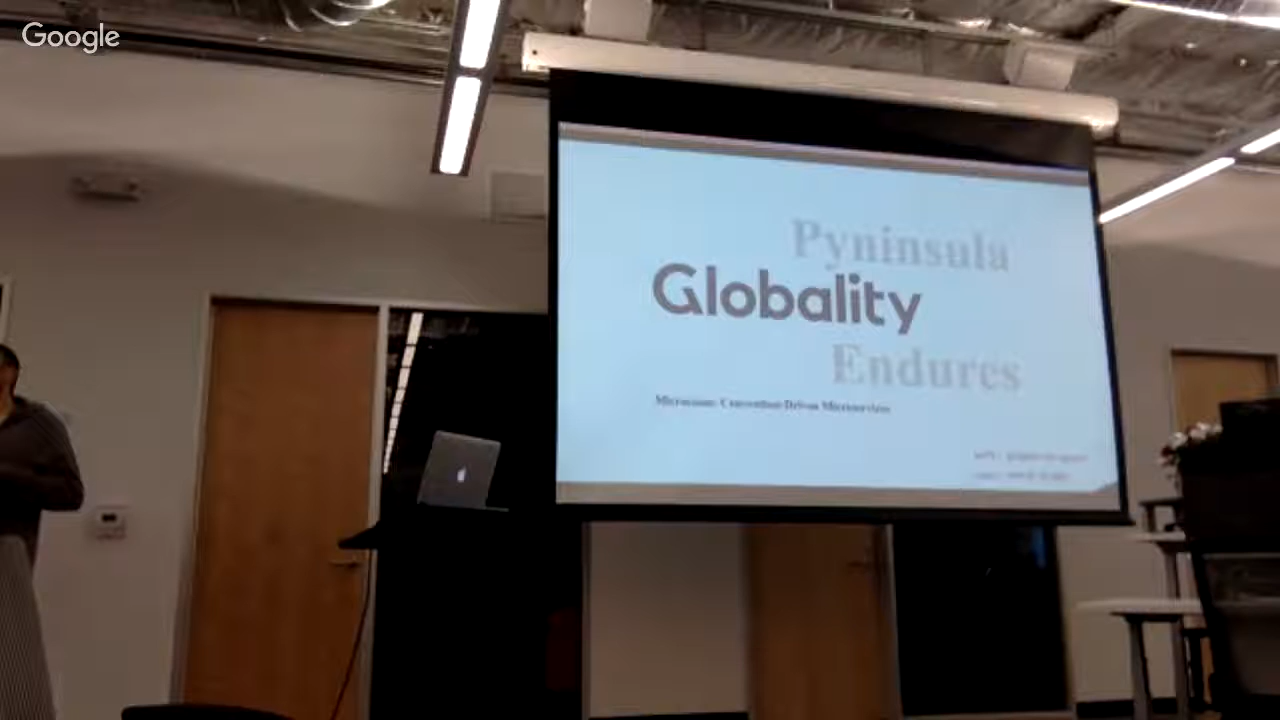 Google
Pyninsula
Globality
Endures
Microcosm: Convention-Driven Microservices